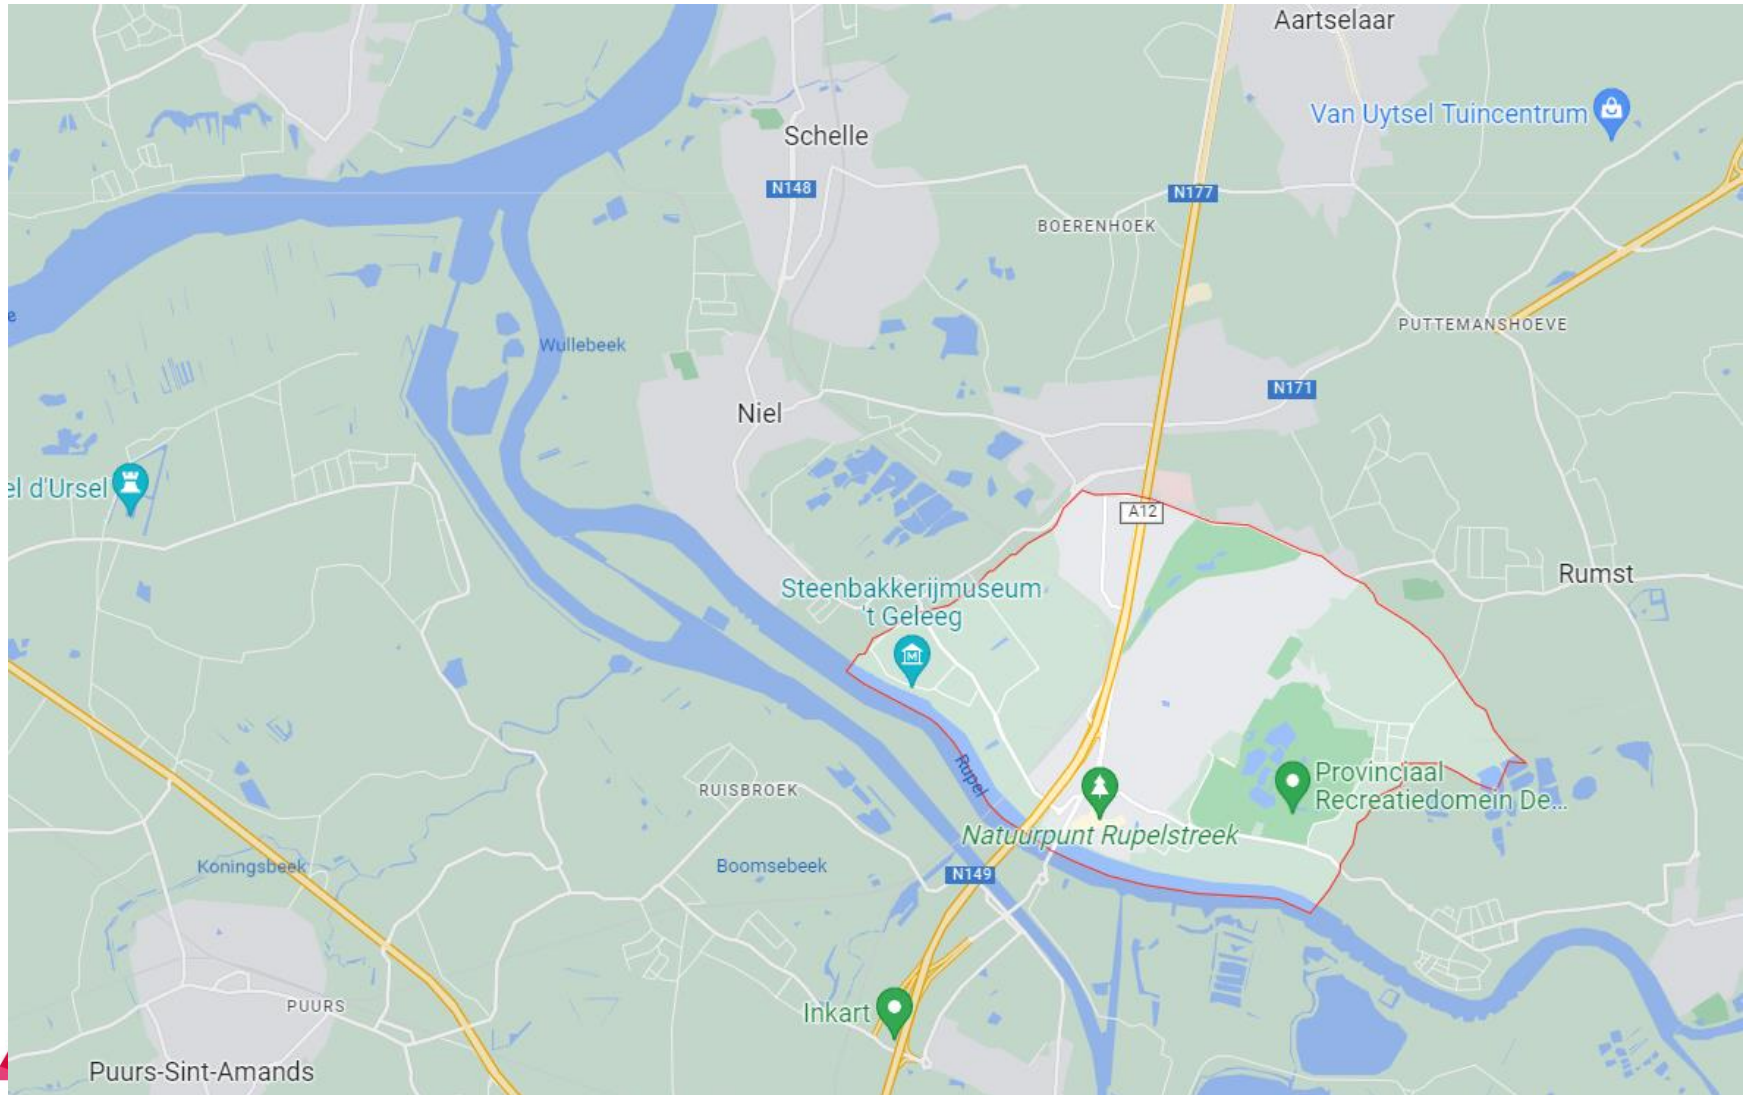 Aartselaar
Van Uytsel Tuincentrum
Schelle
N148
N177
BOERENHOEK
e
PUTTEMANSHOEVE
Wullebeek
N171
Niel
el d'Ursel
A12
Rumst
Steenbakkerijmuseum
't Geleeg
Rupel
RUISBROEK
Provinciaal
Recreatiedomein De...
Natuurpunt Rupelstreek
Koningsbeek
Boomsebeek
N149
PUURS
Inkart
Puurs-Sint-Amands